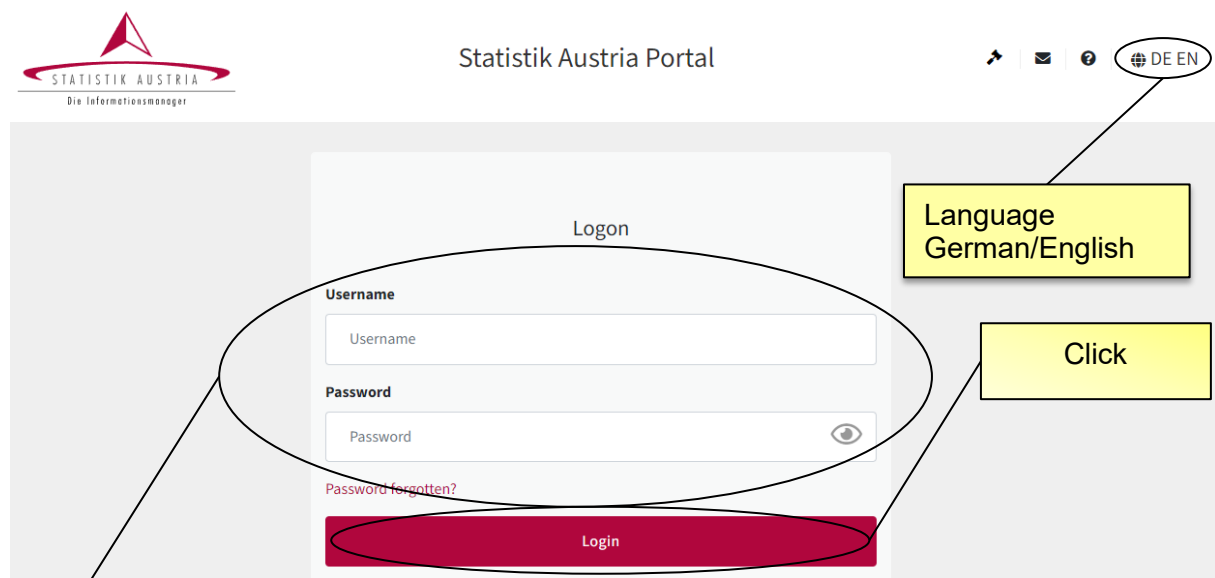 STATISTIK AUSTRIA
Die Informationsmanager
Statistik Austria Portal
DE EN
Language
German/English
Logon
Username
Username
Click
Password
Password
Password forgotten?
Login